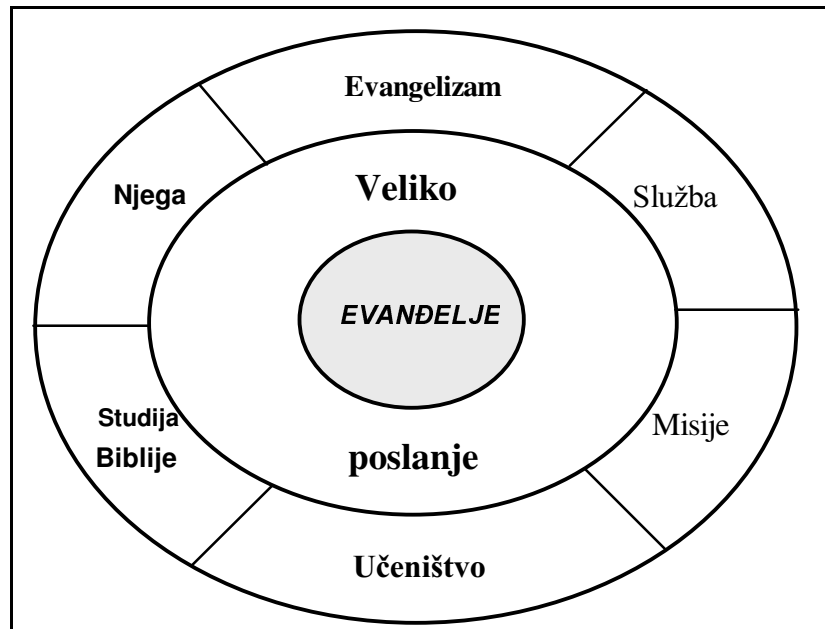 Evangelizam
Njega
Veliko
Služba
EVANĐELJE
Studija
Biblije
Misije
poslanje
Učeništvo